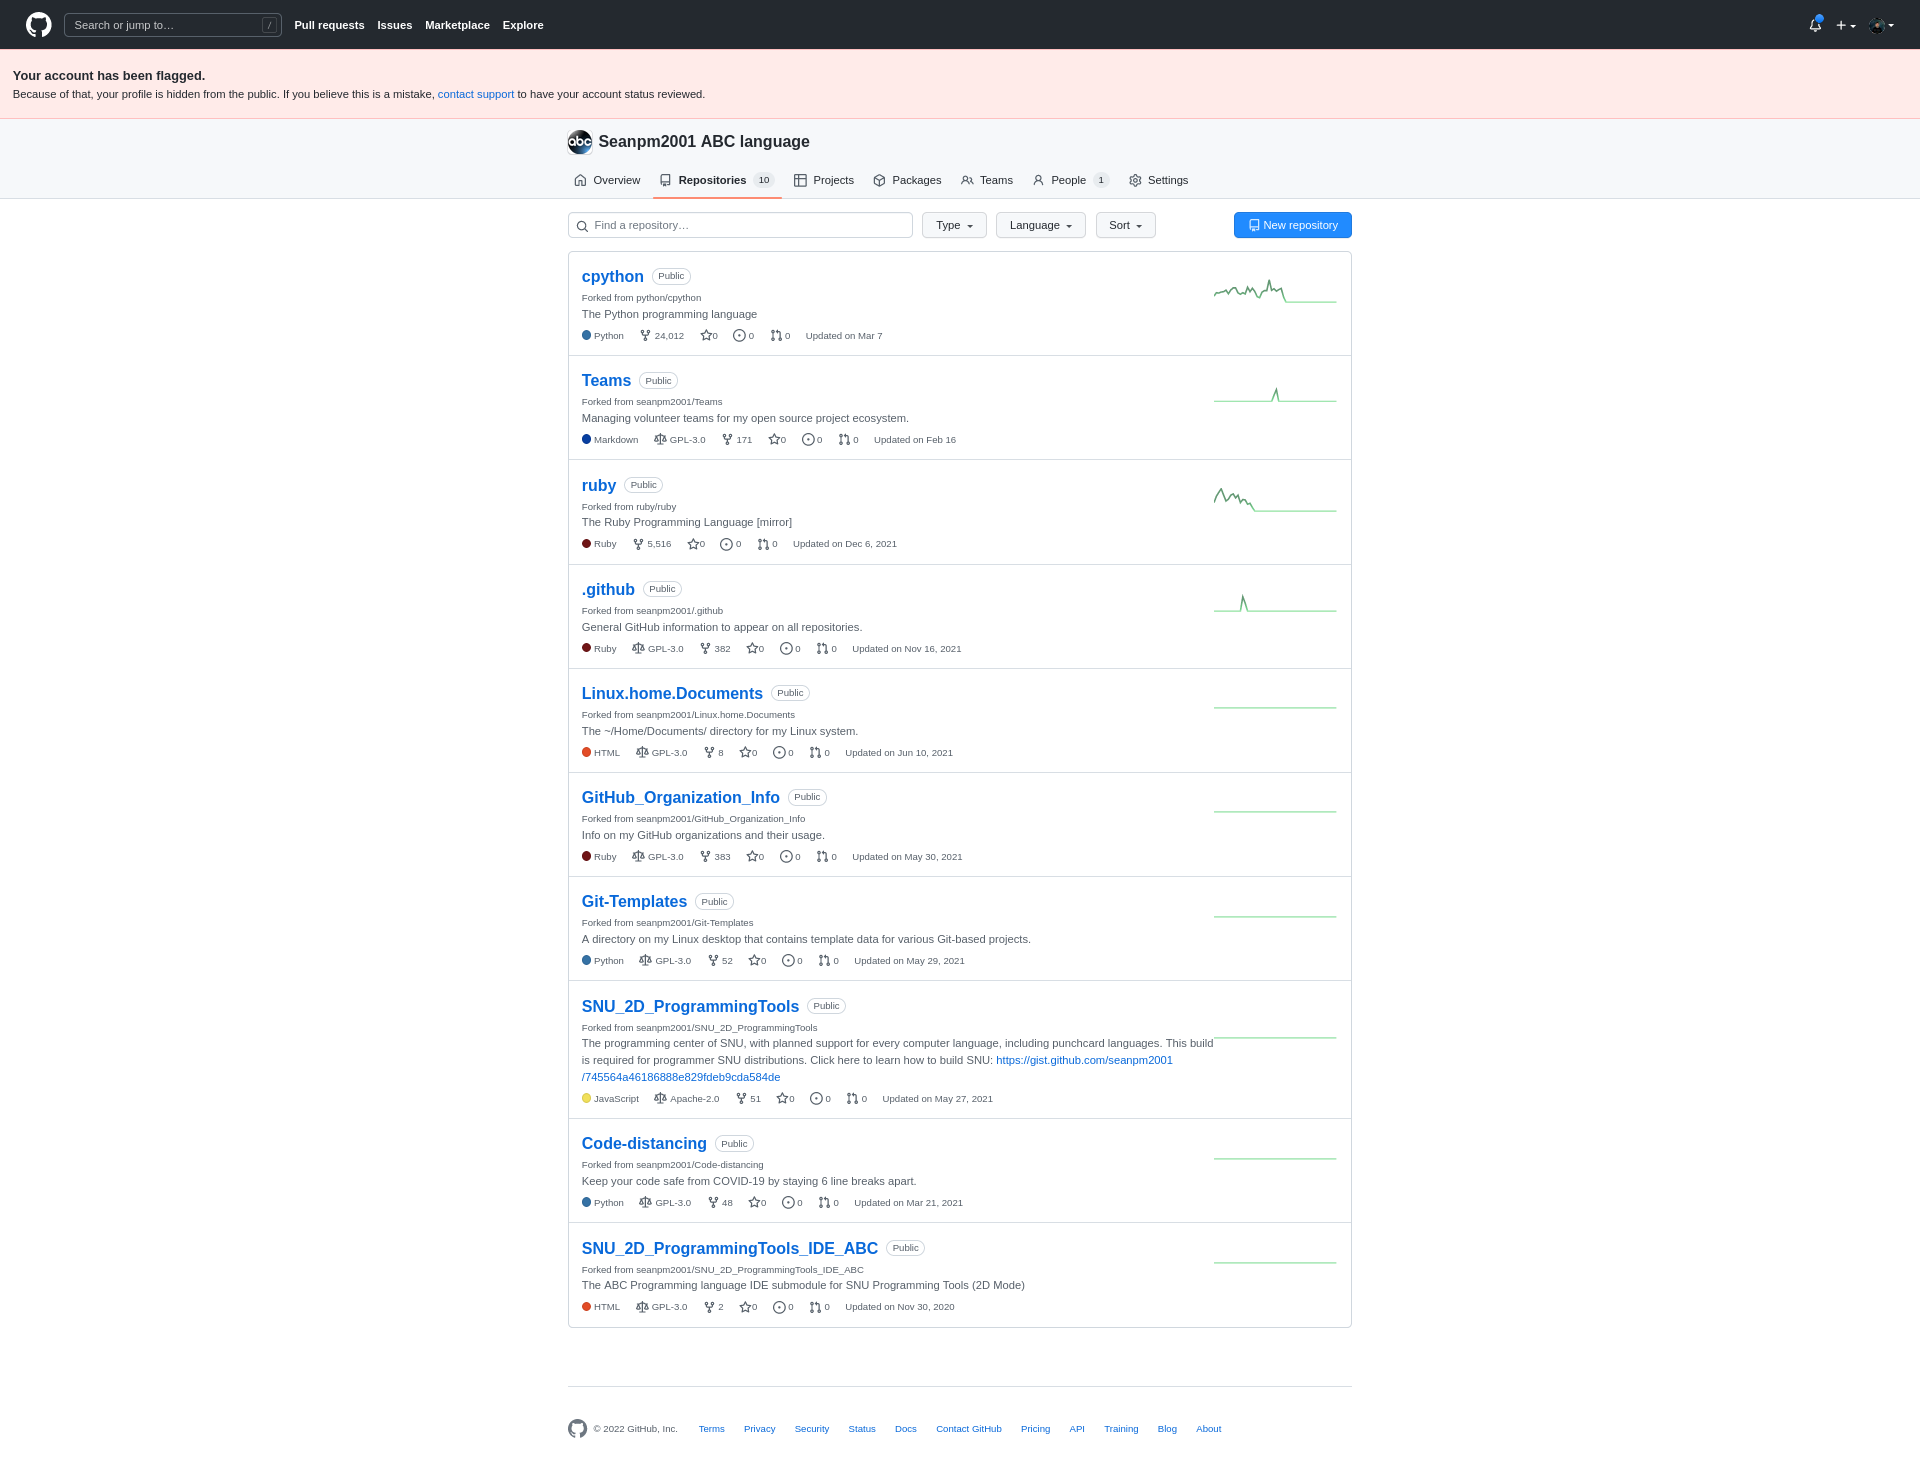 Search or jump to… /
Pull requests Issues Marketplace Explore
Your account has been flagged.
Because of that, your profile is hidden from the public. If you believe this is a mistake, contact support to have your account status reviewed.
abc Seanpm2001 ABC language
Overview Repositories 10 Projects Packages Teams People 1 Settings
Find a repository… Type Language Sort New repository
cpython Public
Forked from python/cpython
The Python programming language
Python 24,012 0 0 0 Updated on Mar 7
Teams Public
Forked from seanpm2001/Teams
Managing volunteer teams for my open source project ecosystem.
Markdown GPL-3.0 171 0 0 0 Updated on Feb 16
ruby Public
Forked from ruby/ruby
The Ruby Programming Language [mirror]
Ruby 5,516 0 0 0 Updated on Dec 6, 2021
.github Public
Forked from seanpm2001/.github
General GitHub information to appear on all repositories.
Ruby GPL-3.0 382 0 0 0 Updated on Nov 16, 2021
Linux.home.Documents Public
Forked from seanpm2001/Linux.home.Documents
The ~/Home/Documents/ directory for my Linux system.
HTML GPL-3.0 8 0 0 0 Updated on Jun 10, 2021
GitHub_Organization_Info Public
Forked from seanpm2001/GitHub_Organization_Info
Info on my GitHub organizations and their usage.
Ruby GPL-3.0 383 0 0 0 Updated on May 30, 2021
Git-Templates Public
Forked from seanpm2001/Git-Templates
A directory on my Linux desktop that contains template data for various Git-based projects.
Python GPL-3.0 52 0 0 0 Updated on May 29, 2021
SNU_2D_ProgrammingTools Public
Forked from seanpm2001/SNU_2D_ProgrammingTools
The programming center of SNU, with planned support for every computer language, including punchcard languages. This build
is required for programmer SNU distributions. Click here to learn how to build SNU: https://gist.github.com/seanpm2001
/745564a46186888e829fdeb9cda584de
JavaScript Apache-2.0 51 0 0 0 Updated on May 27, 2021
Code-distancing Public
Forked from seanpm2001/Code-distancing
Keep your code safe from COVID-19 by staying 6 line breaks apart.
Python GPL-3.0 48 0 0 0 Updated on Mar 21, 2021
SNU_2D_ProgrammingTools_IDE_ABC Public
Forked from seanpm2001/SNU_2D_ProgrammingTools_IDE_ABC
The ABC Programming language IDE submodule for SNU Programming Tools (2D Mode)
HTML GPL-3.0 2 0 0 0 Updated on Nov 30, 2020
© 2022 GitHub, Inc. Terms Privacy Security Status Docs Contact GitHub Pricing API Training Blog About